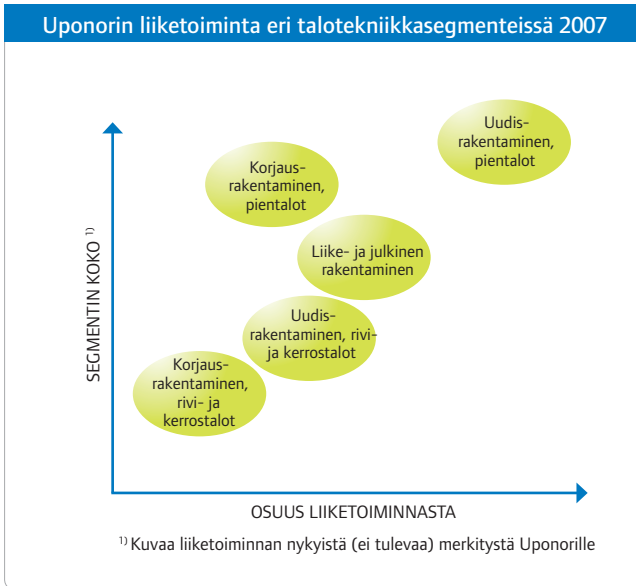 Uponorin liiketoiminta eri talotekniikkasegmenteissä 2007
Uudis-
rakentaminen,
pientalot
Korjaus-
rakentaminen,
pientalot
Liike- ja julkinen
rakentaminen
Uudis-
rakentaminen, rivi-
ja kerrostalot
Korjaus-
rakentaminen,
rivi- ja
kerrostalot
SEGMENTIN KOKO 1)
OSUUS LIIKETOIMINNASTA
1) Kuvaa liiketoiminnan nykyistä (ei tulevaa) merkitystä Uponorille